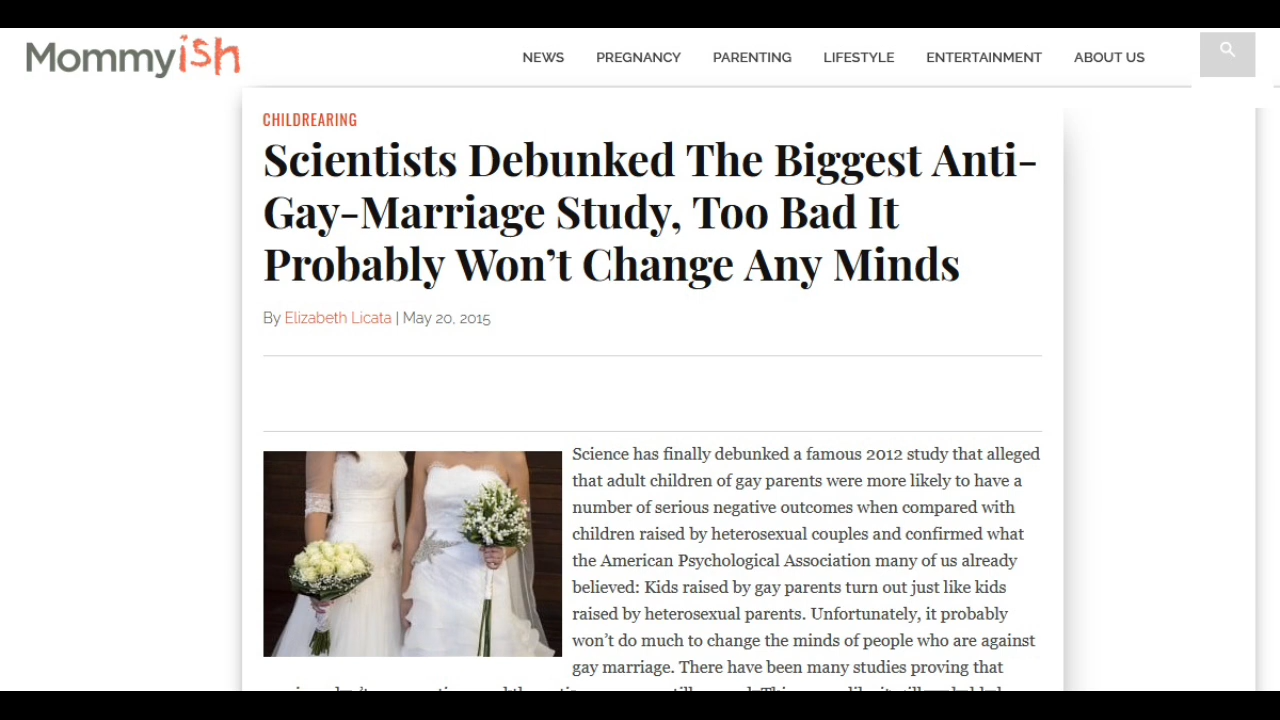 Mommyish
NEWS PREGNANCY PARENTING LIFESTYLE ENTERTAINMENT ABOUT US
CHILDREARING
Scientists Debunked The Biggest Anti-
Gay-Marriage Study, Too Bad It
Probably Won’t Change Any Minds
By Elizabeth Licata | May 20, 2015
Science has finally debunked a famous 2012 study that alleged
that adult children of gay parents were more likely to have a
number of serious negative outcomes when compared with
children raised by heterosexual couples and confirmed what
the American Psychological Association many of us already
believed: Kids raised by gay parents turn out just like kids
raised by heterosexual parents. Unfortunately, it probably
won’t do much to change the minds of people who are against
gay marriage. There have been many studies proving that